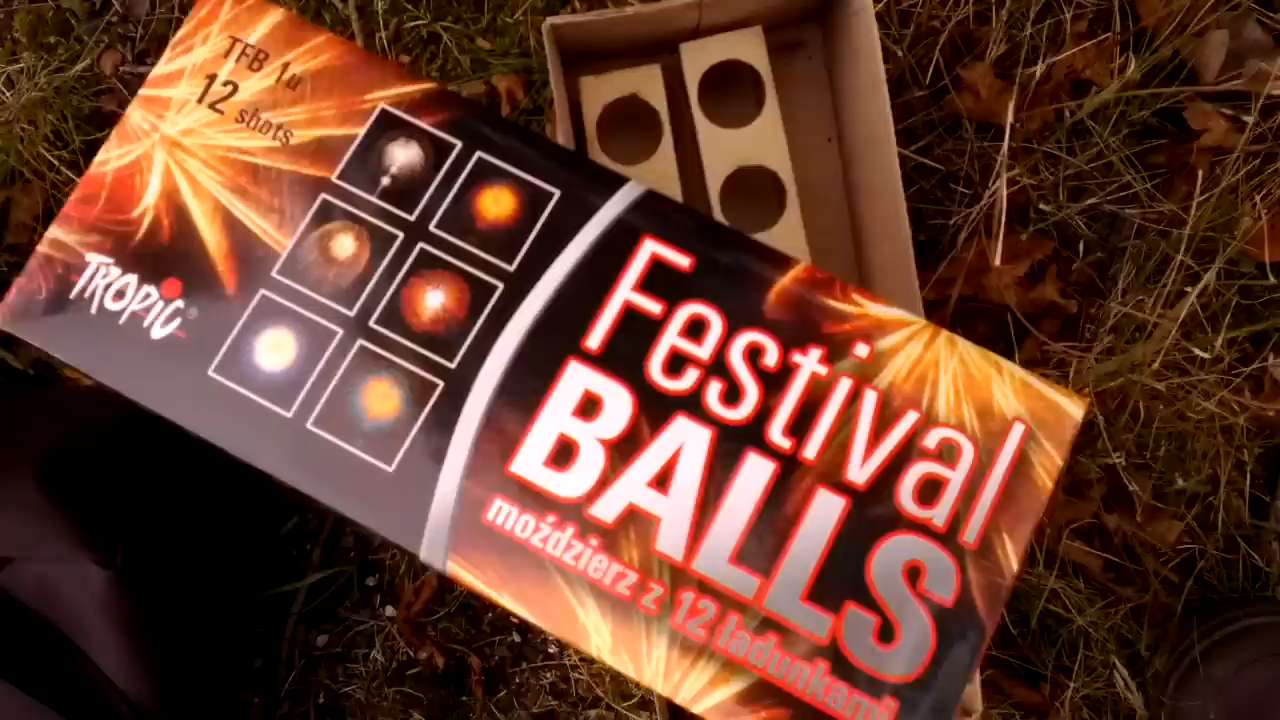 TFB 1u
12 shots
TROPIC®
Festival
BALLS
moździerz z 12 ładunkami